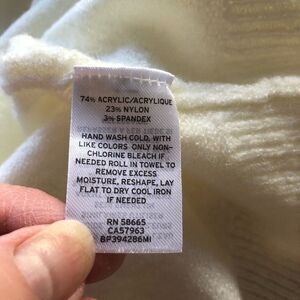 74% ACRYLIC/ACRYLIQUE
23% NYLON
3% SPANDEX
HAND WASH COLD, WITH
LIKE COLORS ONLY NON-
CHLORINE BLEACH IF
NEEDED ROLL IN TOWEL TO
REMOVE EXCESS
MOISTURE, RESHAPE, LAY
FLAT TO DRY COOL IRON
IF NEEDED
RN 58665
CA57963
BP394286MI